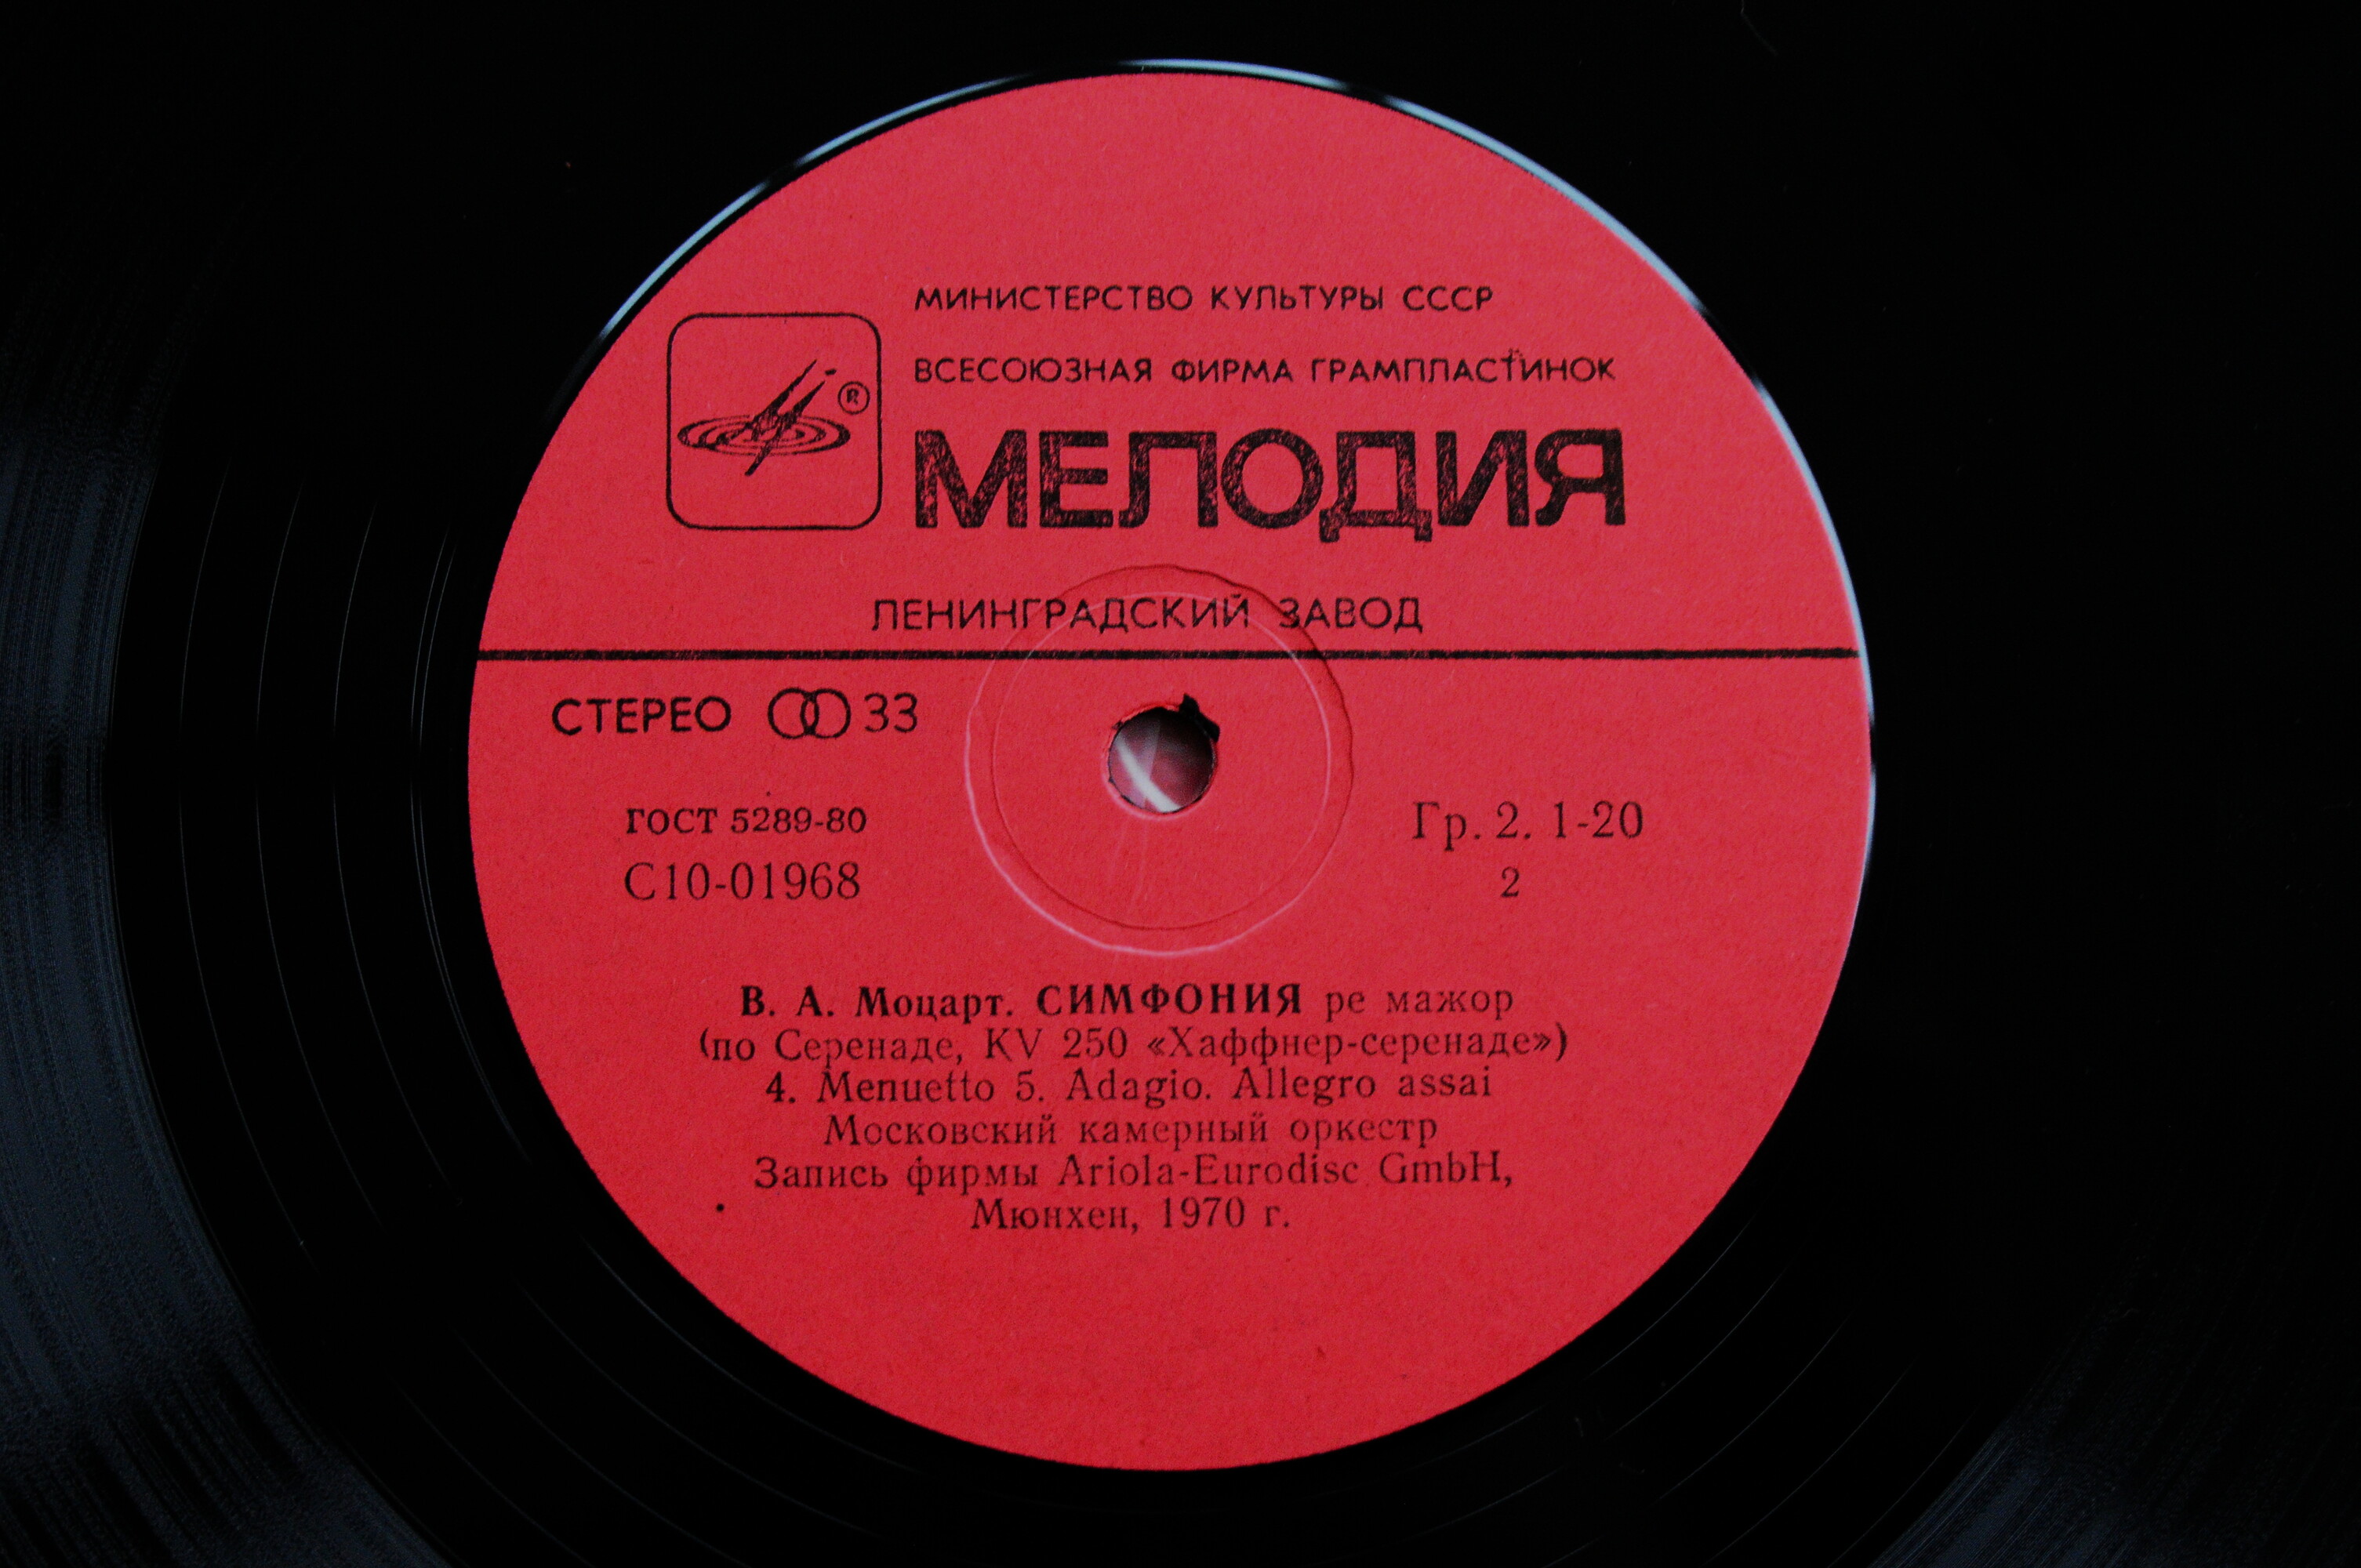 МИНИСТЕРСТВО КУЛЬТУРЫ СССР
ВСЕСОЮЗНАЯ ФИРМА ГРАМПЛАСТИНОК
®
МЕЛОДИЯ
ЛЕНИНГРАДСКИЙ ЗАВОД
СТЕРЕО 33
ГОСТ 5289-80
Гр. 2. 1-20
С10-01968
2
В. А. Моцарт. СИМФОНИЯ ре мажор
(по Серенаде, KV 250 «Хаффнер-серенаде»)
4. Menuetto 5. Adagio. Allegro assai
Московский камерный оркестр
Запись фирмы Ariola-Eurodisc GmbH,
Мюнхен, 1970 г.